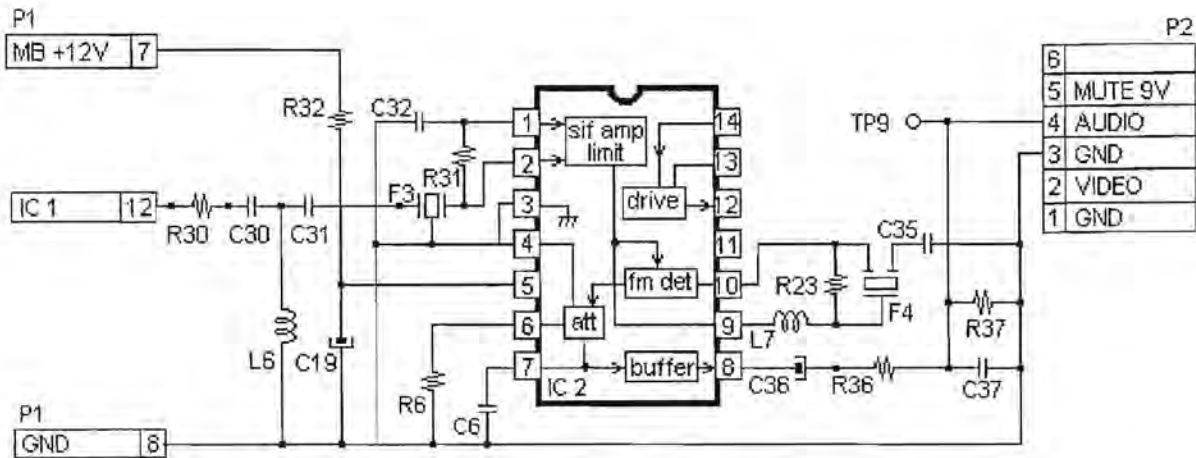 P1
MB +12V 7
P2
6
5 MUTE 9V
4 AUDIO
3 GND
2 VIDEO
1 GND
TP9
R32
C32
R31
F3
IC 1 12
R30
C30
C31
L6
C19
R6
C6
1
2
3
4
5
6
7
sif amp
limit
drive
fm det
att
buffer
IC 2
14
13
12
11
10
9
8
R23
C35
F4
L7
C36
R36
R37
C37
P1
GND 8